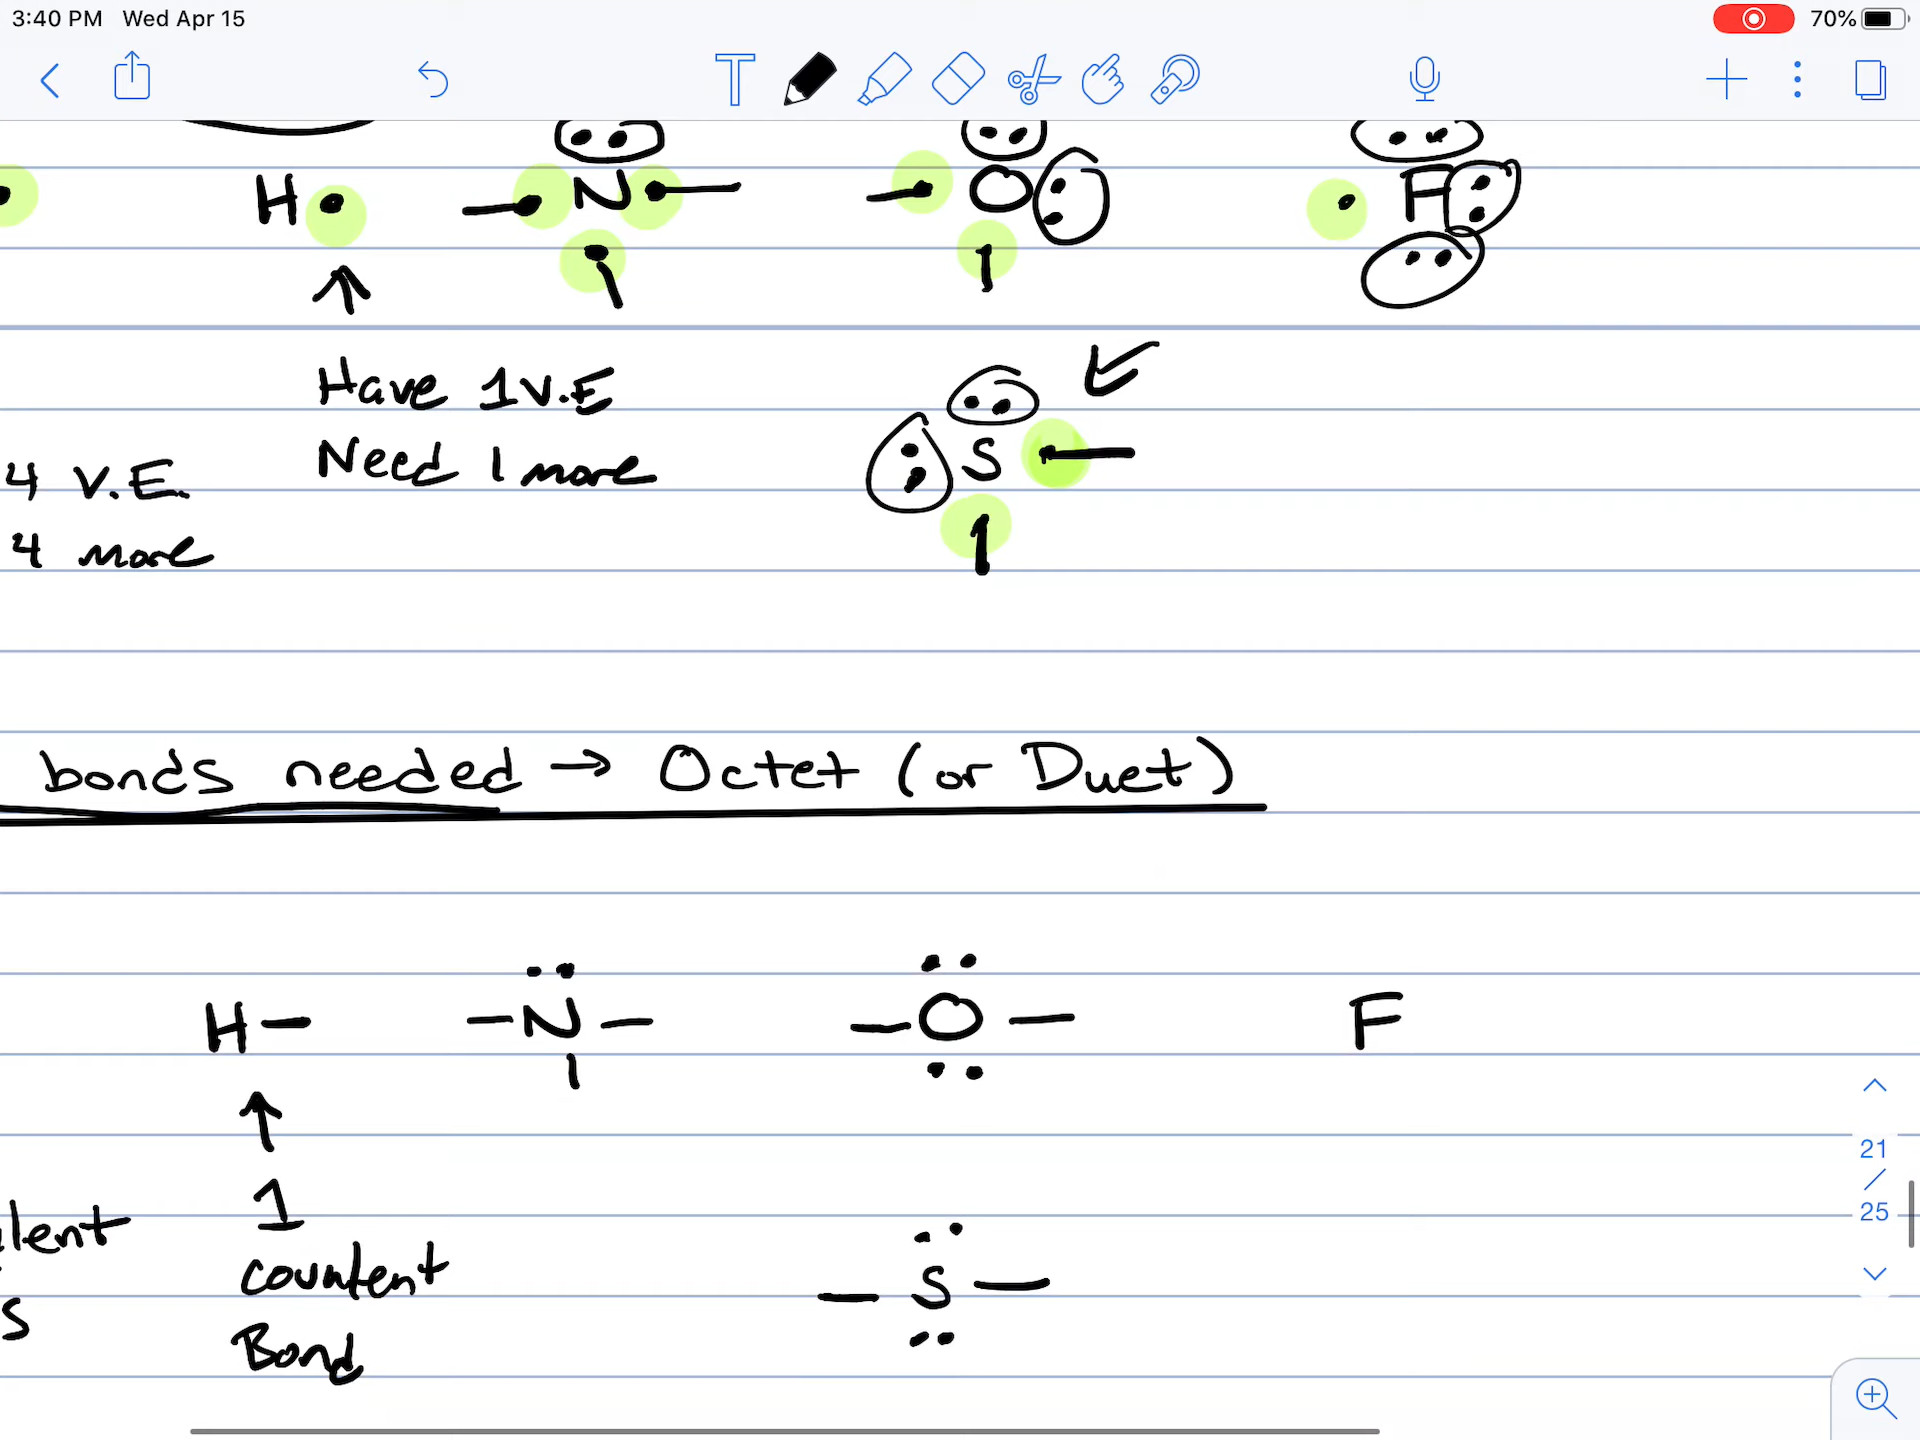 3:40 PM Wed Apr 15
70%
T
H N O F
Have 1 V.E
Need 1 more
S
4 V.E.
4 more
bonds needed → Octet (or Duet)
H— —N— —O— F
1
covalent
Bond
lent
s
—S—
21
/
25